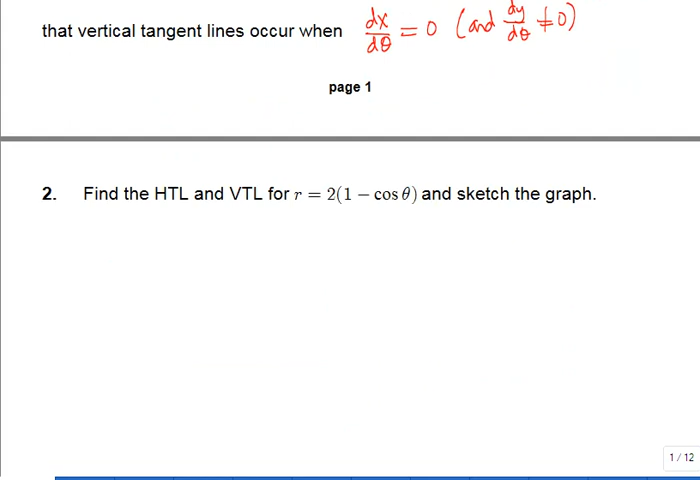 that vertical tangent lines occur when dx/dθ = 0 (and dy/dθ ≠ 0)
page 1
2. Find the HTL and VTL for r = 2(1 − cos θ) and sketch the graph.
1 / 12